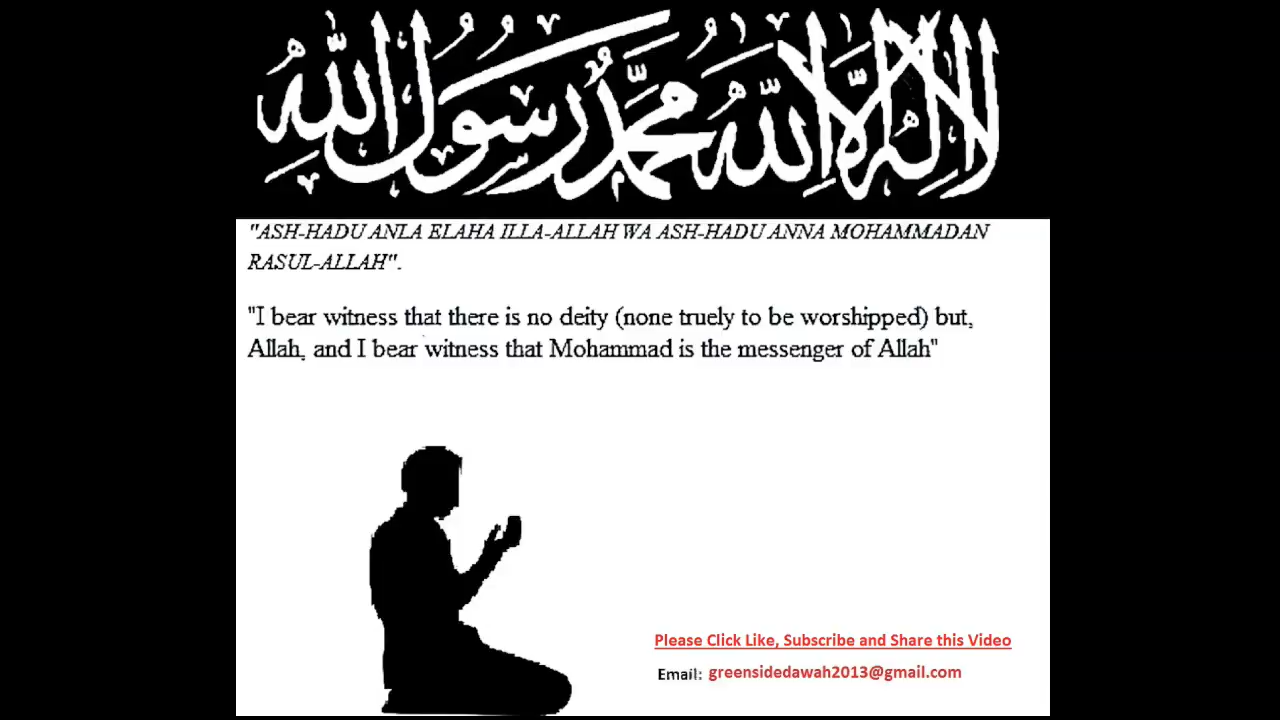 لا إله إلا الله محمد رسول الله
"ASH-HADU ANLA ELAHA ILLA-ALLAH WA ASH-HADU ANNA MOHAMMADAN
RASUL-ALLAH".
"I bear witness that there is no deity (none truely to be worshipped) but,
Allah, and I bear witness that Mohammad is the messenger of Allah"
Please Click Like, Subscribe and Share this Video
Email: greensidedawah2013@gmail.com